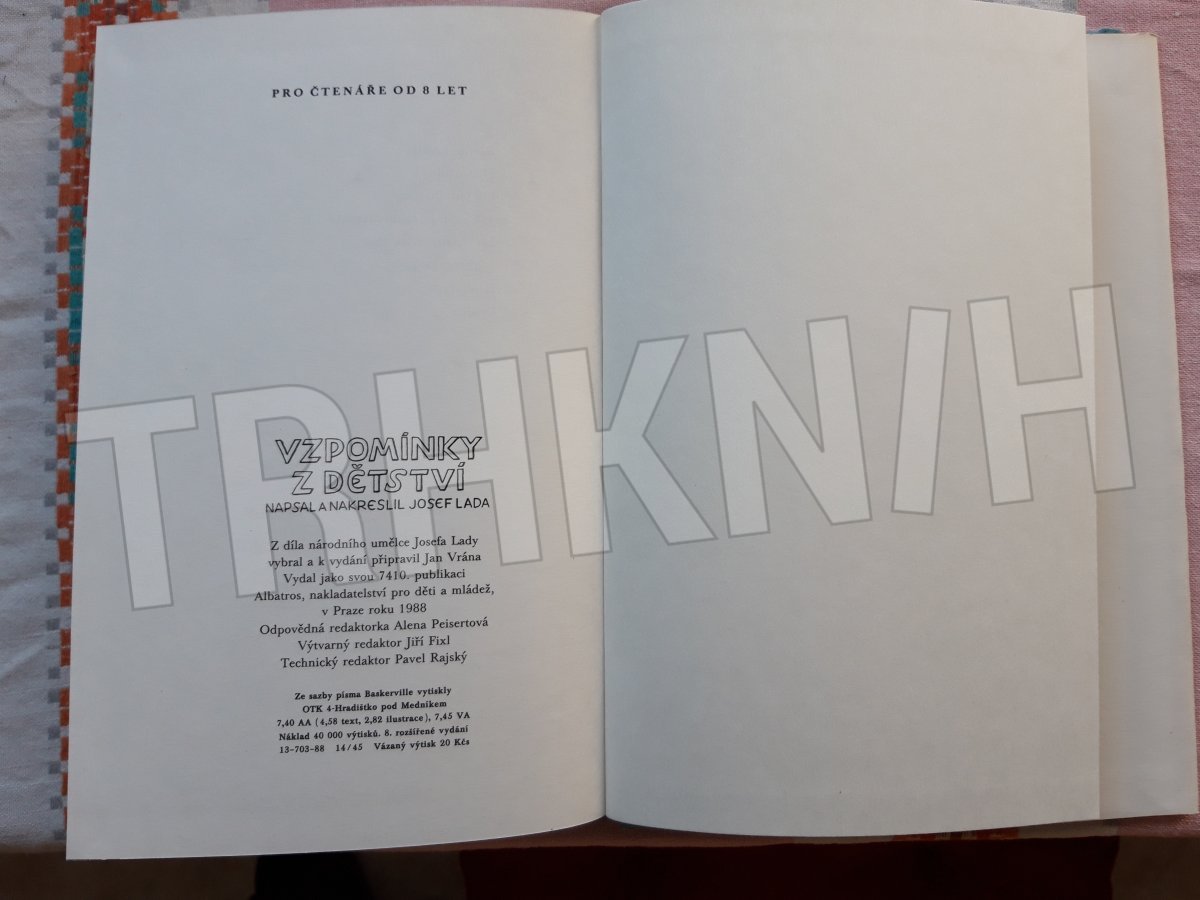 PRO ČTENÁŘE OD 8 LET
VZPOMÍNKY
Z DĚTSTVÍ
NAPSAL A NAKRESLIL JOSEF LADA
Z díla národního umělce Josefa Lady
vybral a k vydání připravil Jan Vrána
Vydal jako svou 7410. publikaci
Albatros, nakladatelství pro děti a mládež,
v Praze roku 1988
Odpovědná redaktorka Alena Peisertová
Výtvarný redaktor Jiří Fixl
Technický redaktor Pavel Rajský
Ze sazby písma Baskerville vytiskly
OTK 4-Hradištko pod Medníkem
7,40 AA (4,58 text, 2,82 ilustrace), 7,45 VA
Náklad 40 000 výtisků. 8. rozšířené vydání
13-703-88 14/45 Vázaný výtisk 20 Kčs
TRHKNIH